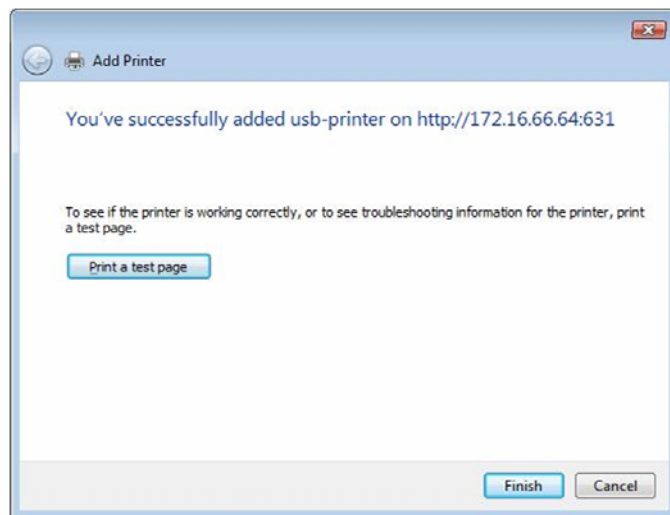 Add Printer
You've successfully added usb-printer on http://172.16.66.64:631
To see if the printer is working correctly, or to see troubleshooting information for the printer, print
a test page.
Print a test page
Finish Cancel